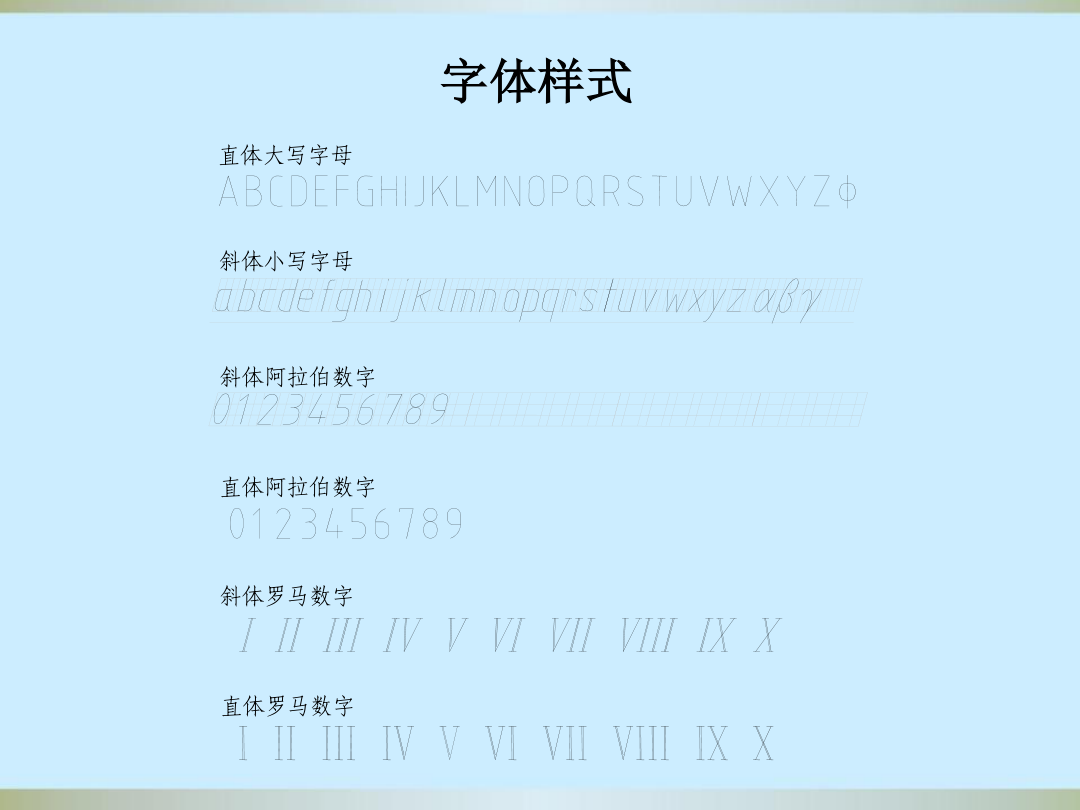 字体样式
直体大写字母
ABCDEFGHIJKLMNOPQRSTUVWXYZϕ
斜体小写字母
abcdefghijklmnopqrstuvwxyzαβγ
斜体阿拉伯数字
0123456789
直体阿拉伯数字
0123456789
斜体罗马数字
I II III IV V VI VII VIII IX X
直体罗马数字
I II III IV V VI VII VIII IX X